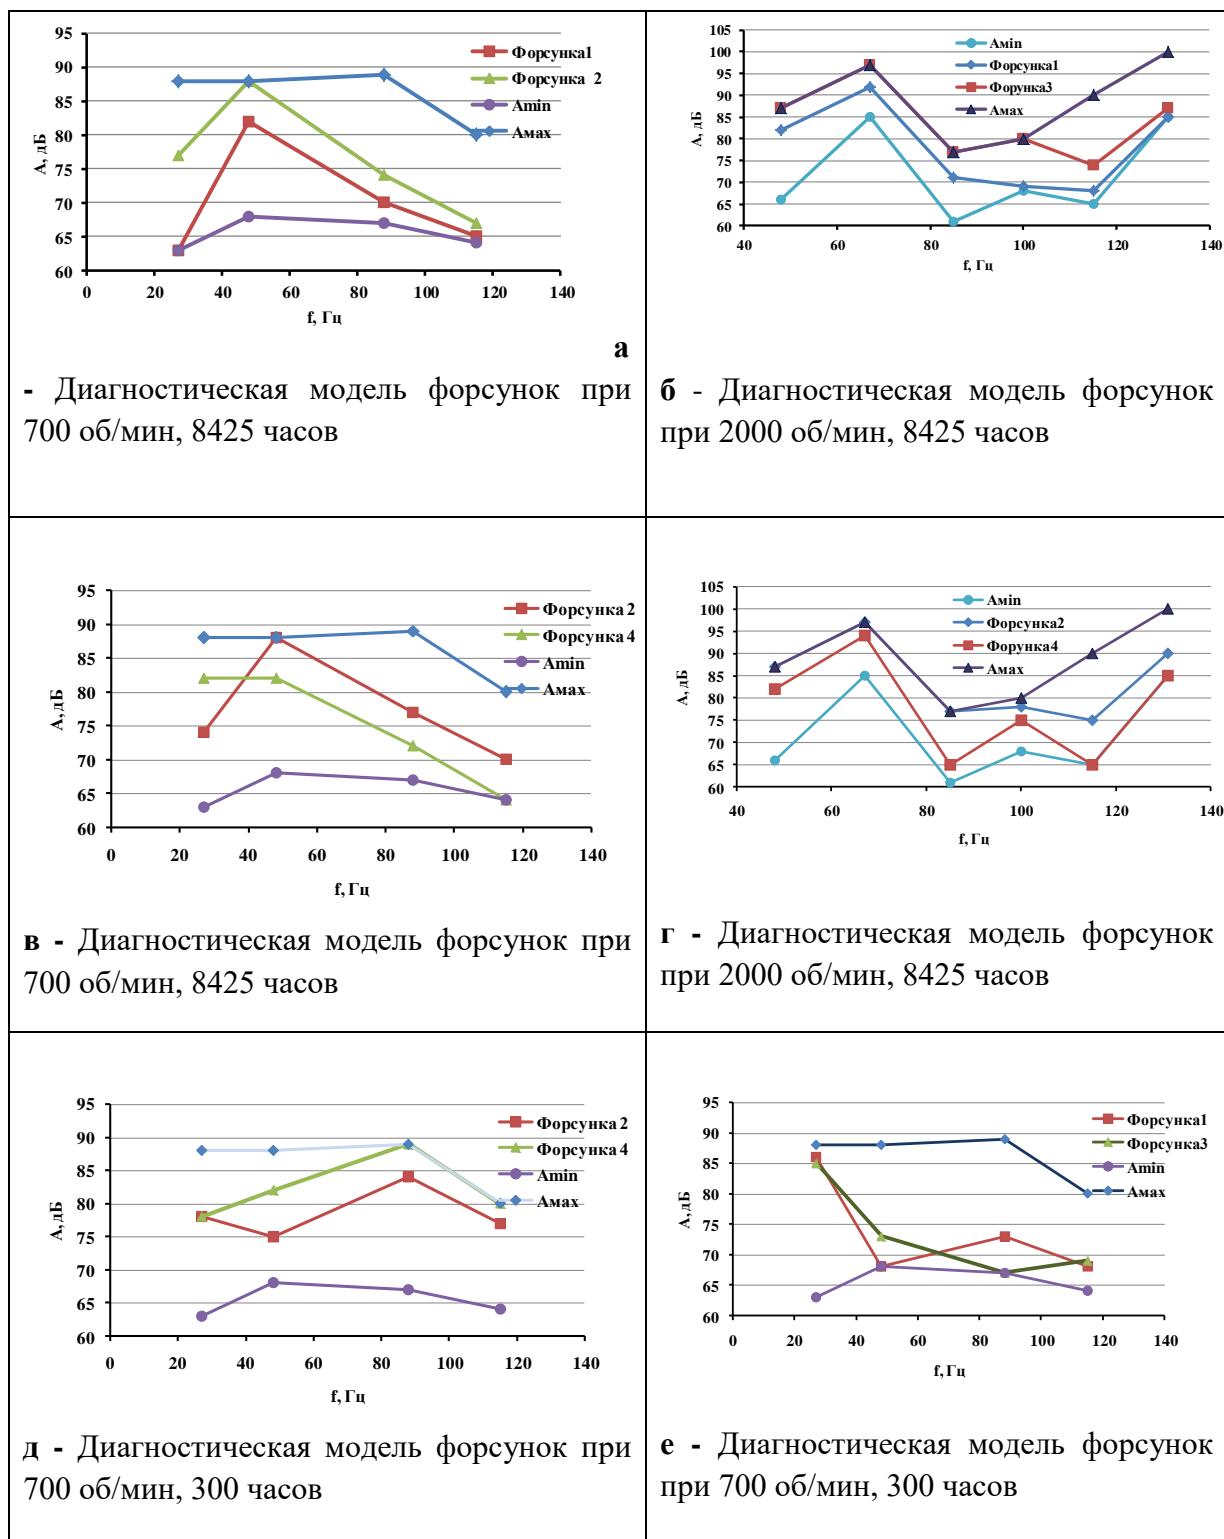 95
90
85
80
75
70
65
60
А, дБ
0 20 40 60 80 100 120 140
f, Гц
Форсунка1
Форсунка 2
Amin
Амах
а
- Диагностическая модель форсунок при
700 об/мин, 8425 часов
105
100
95
90
85
80
75
70
65
60
А, дБ
40 60 80 100 120 140
f, Гц
Амin
Форсунка1
Форунка3
Амах
б - Диагностическая модель форсунок
при 2000 об/мин, 8425 часов
95
90
85
80
75
70
65
60
А, дБ
0 20 40 60 80 100 120 140
f, Гц
Форсунка 2
Форсунка 4
Amin
Амах
в - Диагностическая модель форсунок при
700 об/мин, 8425 часов
105
100
95
90
85
80
75
70
65
60
А, дБ
40 60 80 100 120 140
f, Гц
Амin
Форсунка2
Форунка4
Амах
г - Диагностическая модель форсунок
при 2000 об/мин, 8425 часов
95
90
85
80
75
70
65
60
А, дБ
0 20 40 60 80 100 120 140
f, Гц
Форсунка 2
Форсунка 4
Amin
Амах
д - Диагностическая модель форсунок при
700 об/мин, 300 часов
95
90
85
80
75
70
65
60
А, дБ
0 20 40 60 80 100 120 140
f, Гц
Форсунка1
Форсунка3
Amin
Амах
е - Диагностическая модель форсунок
при 700 об/мин, 300 часов